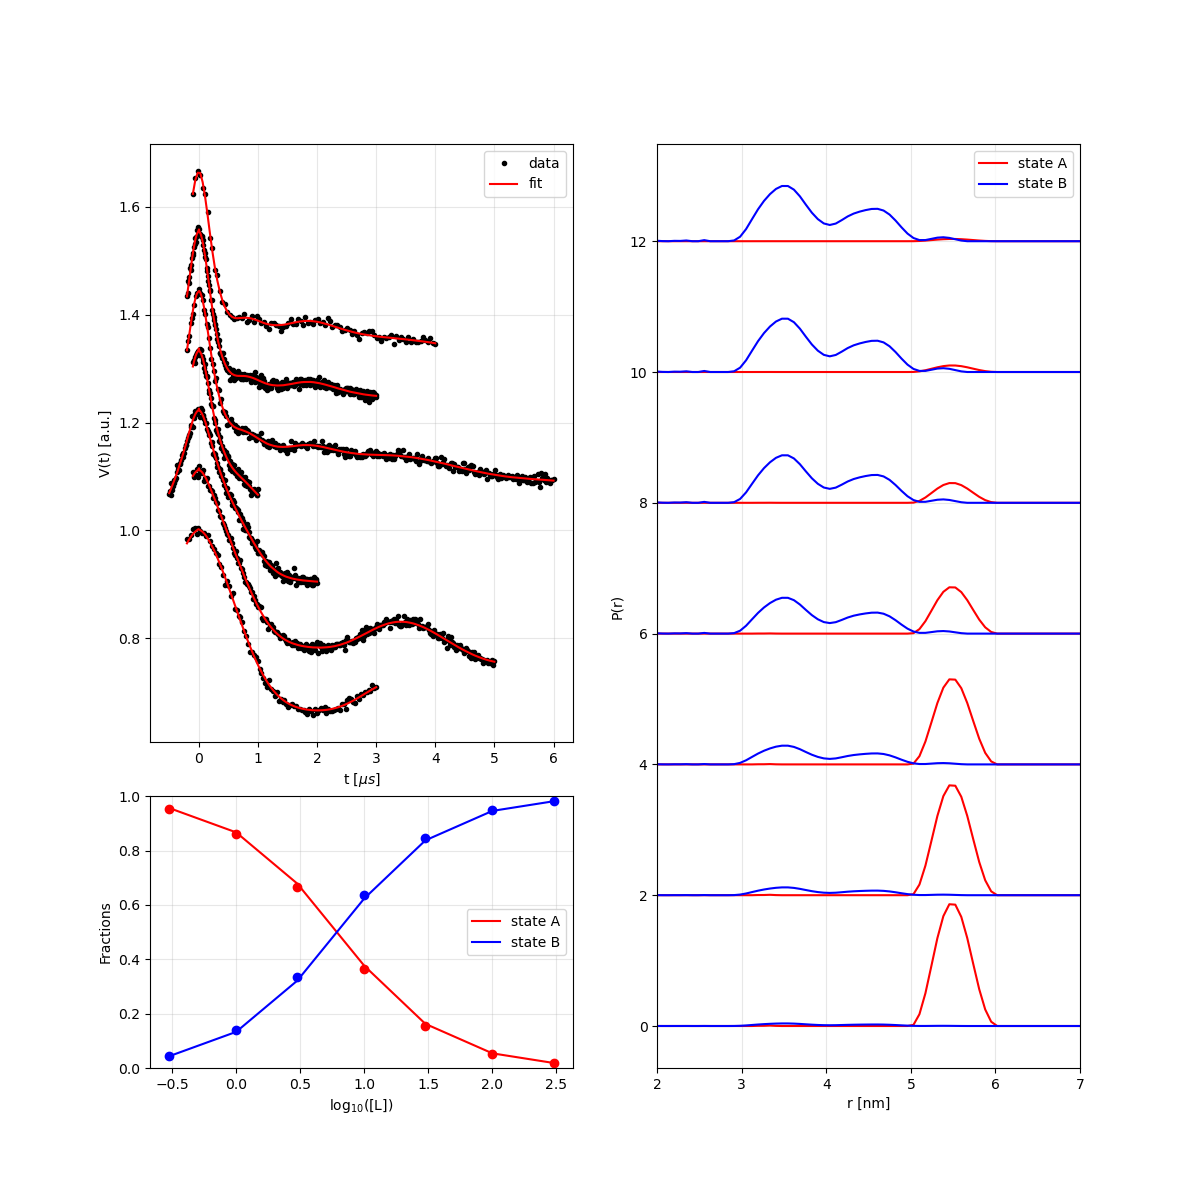 V(t) [a.u.]
1.6
1.4
1.2
1.0
0.8
data
fit
0 1 2 3 4 5 6
t [μs]
Fractions
1.0
0.8
0.6
0.4
0.2
0.0
state A
state B
−0.5 0.0 0.5 1.0 1.5 2.0 2.5
log₁₀([L])
P(r)
12
10
8
6
4
2
0
state A
state B
2 3 4 5 6 7
r [nm]